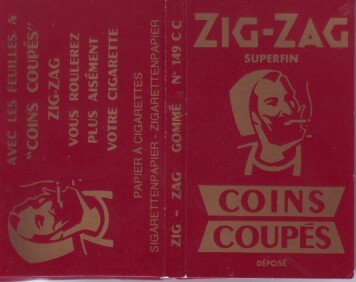 AVEC LES FEUILLES À
"COINS COUPÉS"
ZIG-ZAG
VOUS ROULEREZ
PLUS AISÉMENT
VOTRE CIGARETTE
PAPIER À CIGARETTES
SIGARETTENPAPIER - ZIGARETTENPAPIER
ZIG - ZAG GOMMÉ N° 149 C C
ZIG-ZAG
SUPERFIN
COINS
COUPÉS
DÉPOSÉ